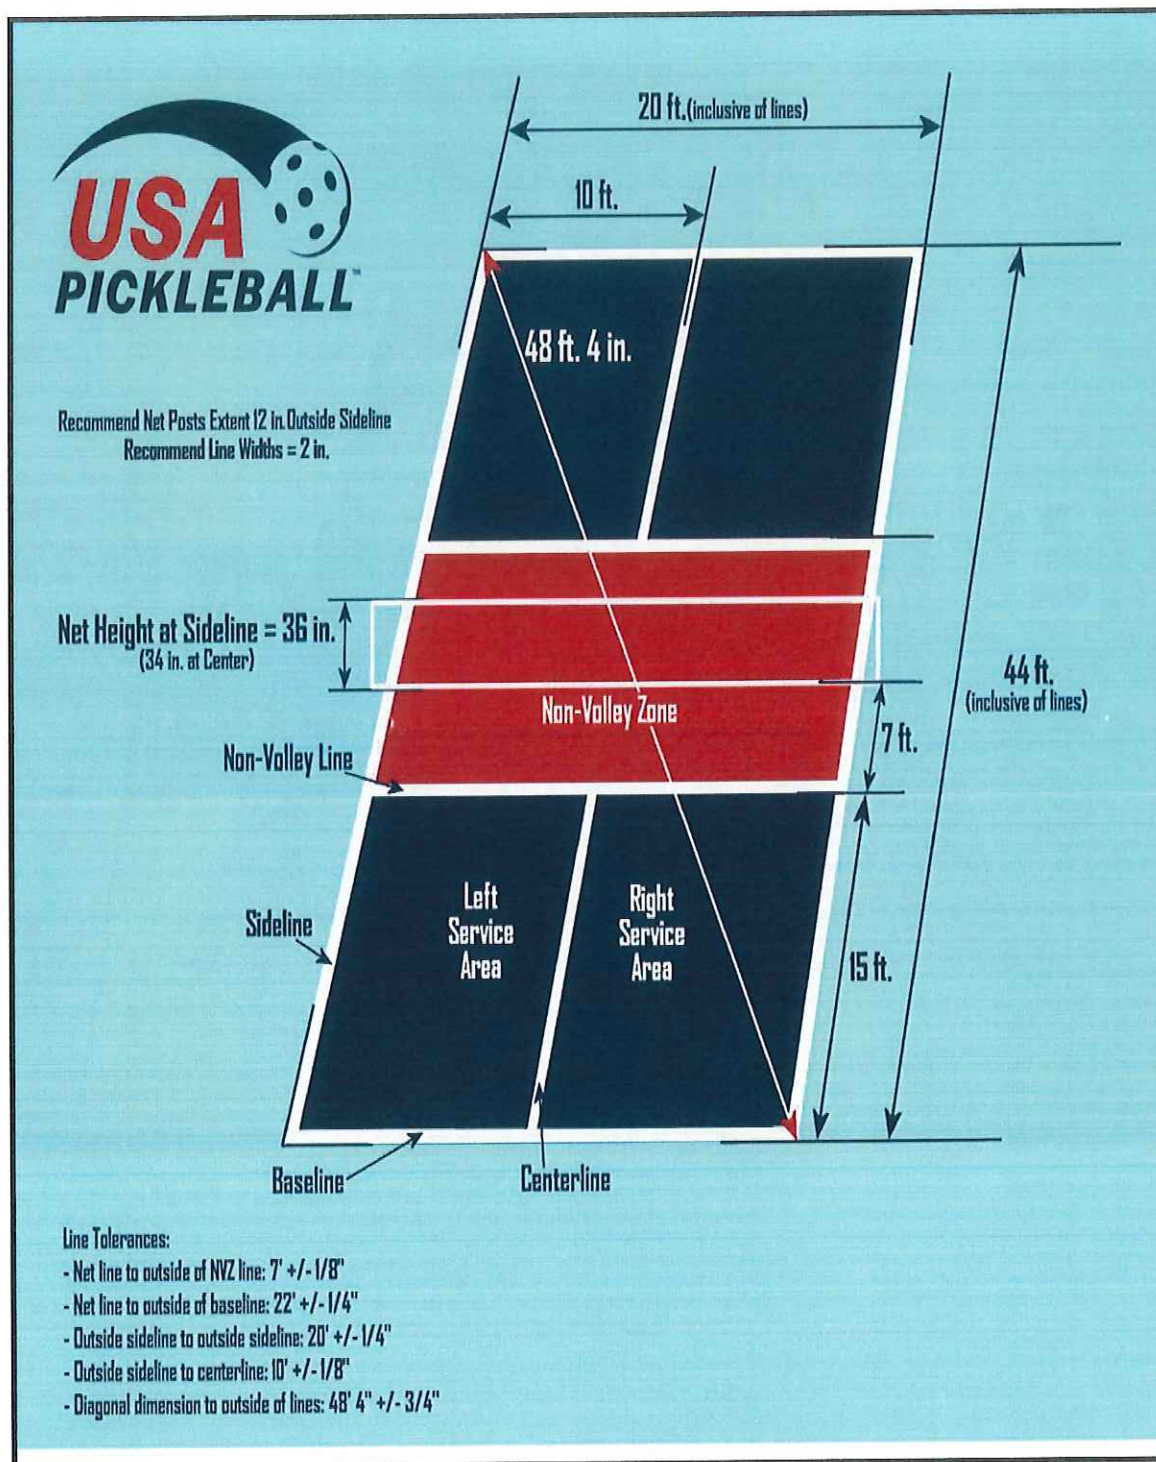 USA
PICKLEBALL™
20 ft.(inclusive of lines)
10 ft.
48 ft. 4 in.
Recommend Net Posts Extent 12 in. Outside Sideline
Recommend Line Widths = 2 in.
Net Height at Sideline = 36 in.
(34 in. at Center)
44 ft.
(inclusive of lines)
Non-Volley Zone
7 ft.
Non-Volley Line
Left
Service
Area
Right
Service
Area
Sideline
15 ft.
Baseline
Centerline
Line Tolerances:
- Net line to outside of NVZ line: 7' +/- 1/8"
- Net line to outside of baseline: 22' +/- 1/4"
- Outside sideline to outside sideline: 20' +/- 1/4"
- Outside sideline to centerline: 10' +/- 1/8"
- Diagonal dimension to outside of lines: 48' 4" +/- 3/4"